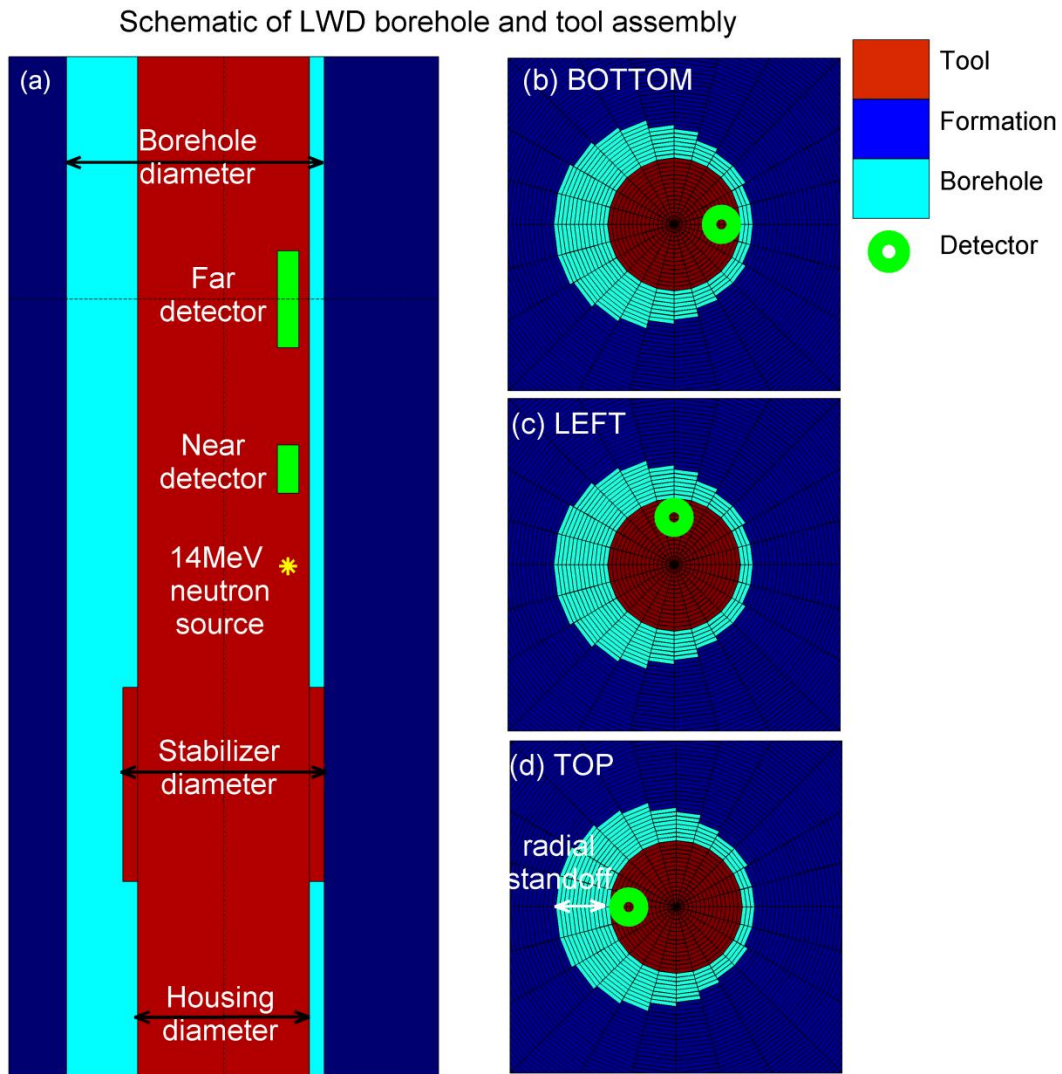 Schematic of LWD borehole and tool assembly
(a)
Borehole
diameter
Far
detector
Near
detector
14MeV
neutron
source
Stabilizer
diameter
Housing
diameter
(b) BOTTOM
(c) LEFT
(d) TOP
radial
standoff
Tool
Formation
Borehole
Detector